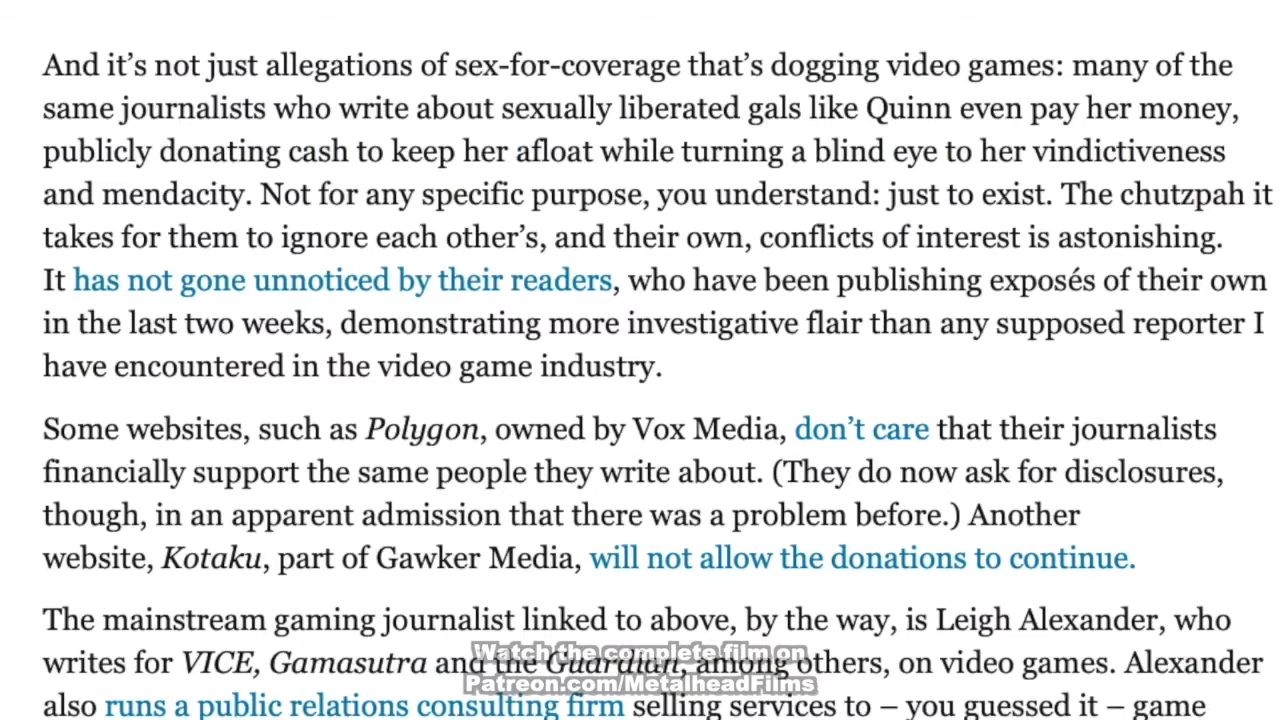 And it’s not just allegations of sex-for-coverage that’s dogging video games: many of the
same journalists who write about sexually liberated gals like Quinn even pay her money,
publicly donating cash to keep her afloat while turning a blind eye to her vindictiveness
and mendacity. Not for any specific purpose, you understand: just to exist. The chutzpah it
takes for them to ignore each other’s, and their own, conflicts of interest is astonishing.
It has not gone unnoticed by their readers, who have been publishing exposés of their own
in the last two weeks, demonstrating more investigative flair than any supposed reporter I
have encountered in the video game industry.
Some websites, such as Polygon, owned by Vox Media, don’t care that their journalists
financially support the same people they write about. (They do now ask for disclosures,
though, in an apparent admission that there was a problem before.) Another
website, Kotaku, part of Gawker Media, will not allow the donations to continue.
The mainstream gaming journalist linked to above, by the way, is Leigh Alexander, who
writes for VICE, Gamasutra and the Guardian, among others, on video games. Alexander
Watch the complete film on
Patreon.com/MetalheadFilms
also runs a public relations consulting firm selling services to – you guessed it – game